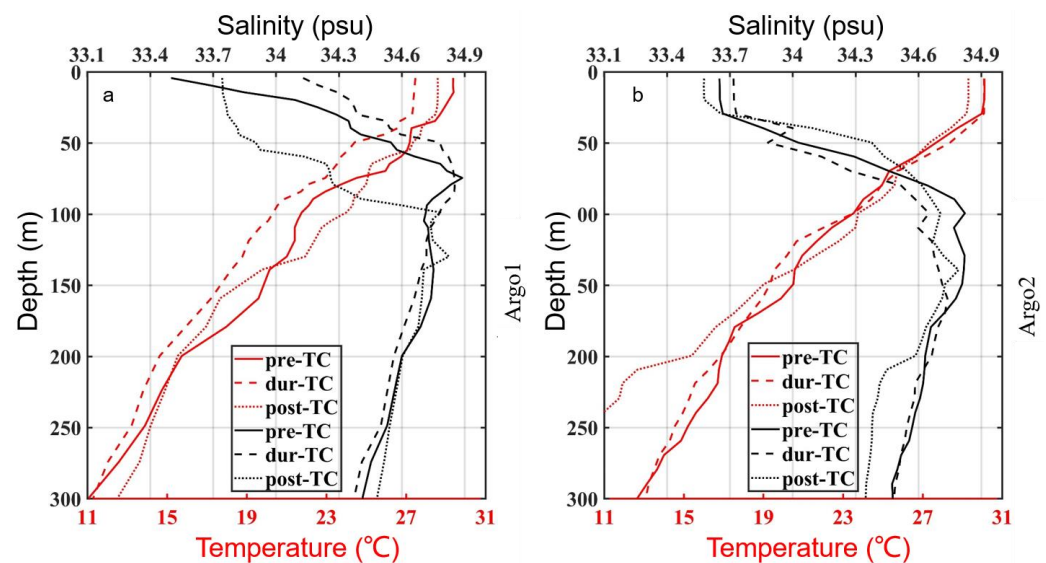 Salinity (psu)
33.1 33.4 33.7 34 34.3 34.6 34.9
0
50
100
150
200
250
300
Depth (m)
a
pre-TC
dur-TC
post-TC
pre-TC
dur-TC
post-TC
11 15 19 23 27 31
Temperature (℃)
Argo1
Salinity (psu)
33.1 33.4 33.7 34 34.3 34.6 34.9
0
50
00
150
200
250
300
Depth (m)
b
pre-TC
dur-TC
post-TC
pre-TC
dur-TC
post-TC
11 15 19 23 27 31
Temperature (℃)
Argo2